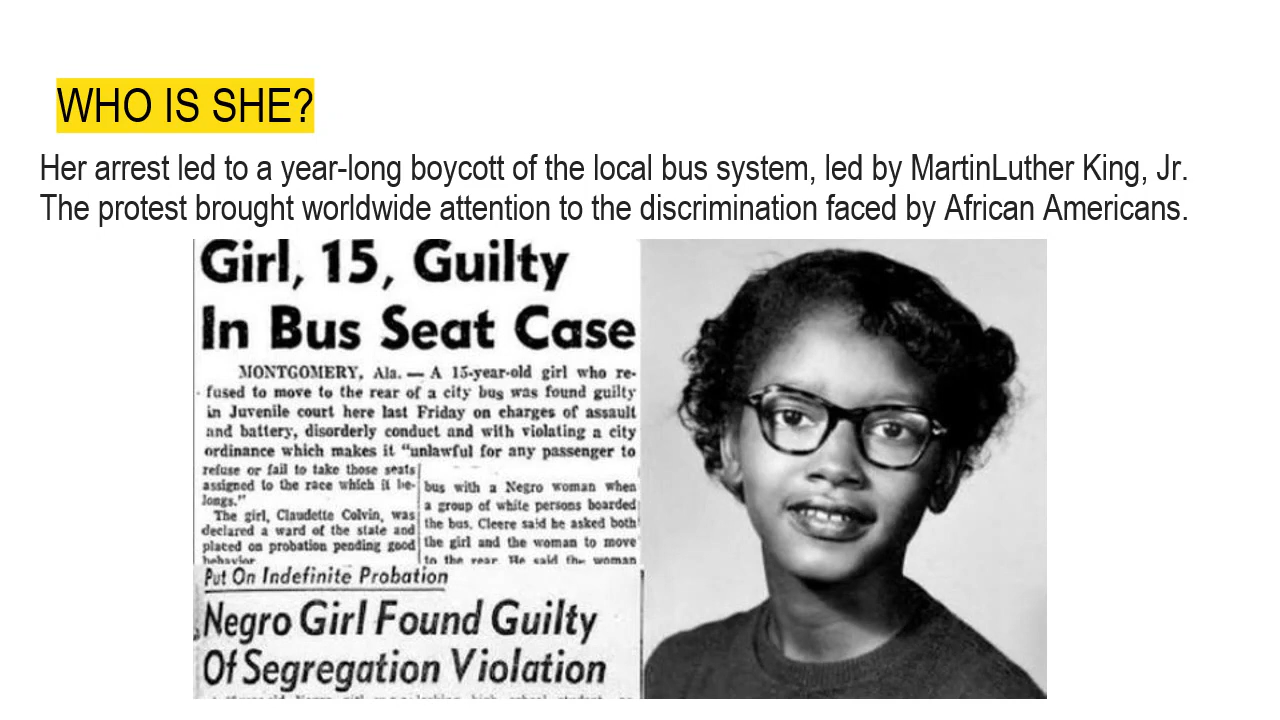 WHO IS SHE?
Her arrest led to a year-long boycott of the local bus system, led by MartinLuther King, Jr.
The protest brought worldwide attention to the discrimination faced by African Americans.
Girl, 15, Guilty
In Bus Seat Case
MONTGOMERY, Ala. — A 15-year-old girl who re-
fused to move to the rear of a city bus was found guilty
in Juvenile court here last Friday on charges of assault
and battery, disorderly conduct and with violating a city
ordinance which makes it "unlawful for any passenger to
refuse or fail to take those seats
assigned to the race which it be-
longs."
The girl, Claudette Colvin, was
declared a ward of the state and
placed on probation pending good
behavior
bus with a Negro woman when
a group of white persons boarded
the bus. Cleere said he asked both
the girl and the woman to move
to the rear. He said the woman
Put On Indefinite Probation
Negro Girl Found Guilty
Of Segregation Violation